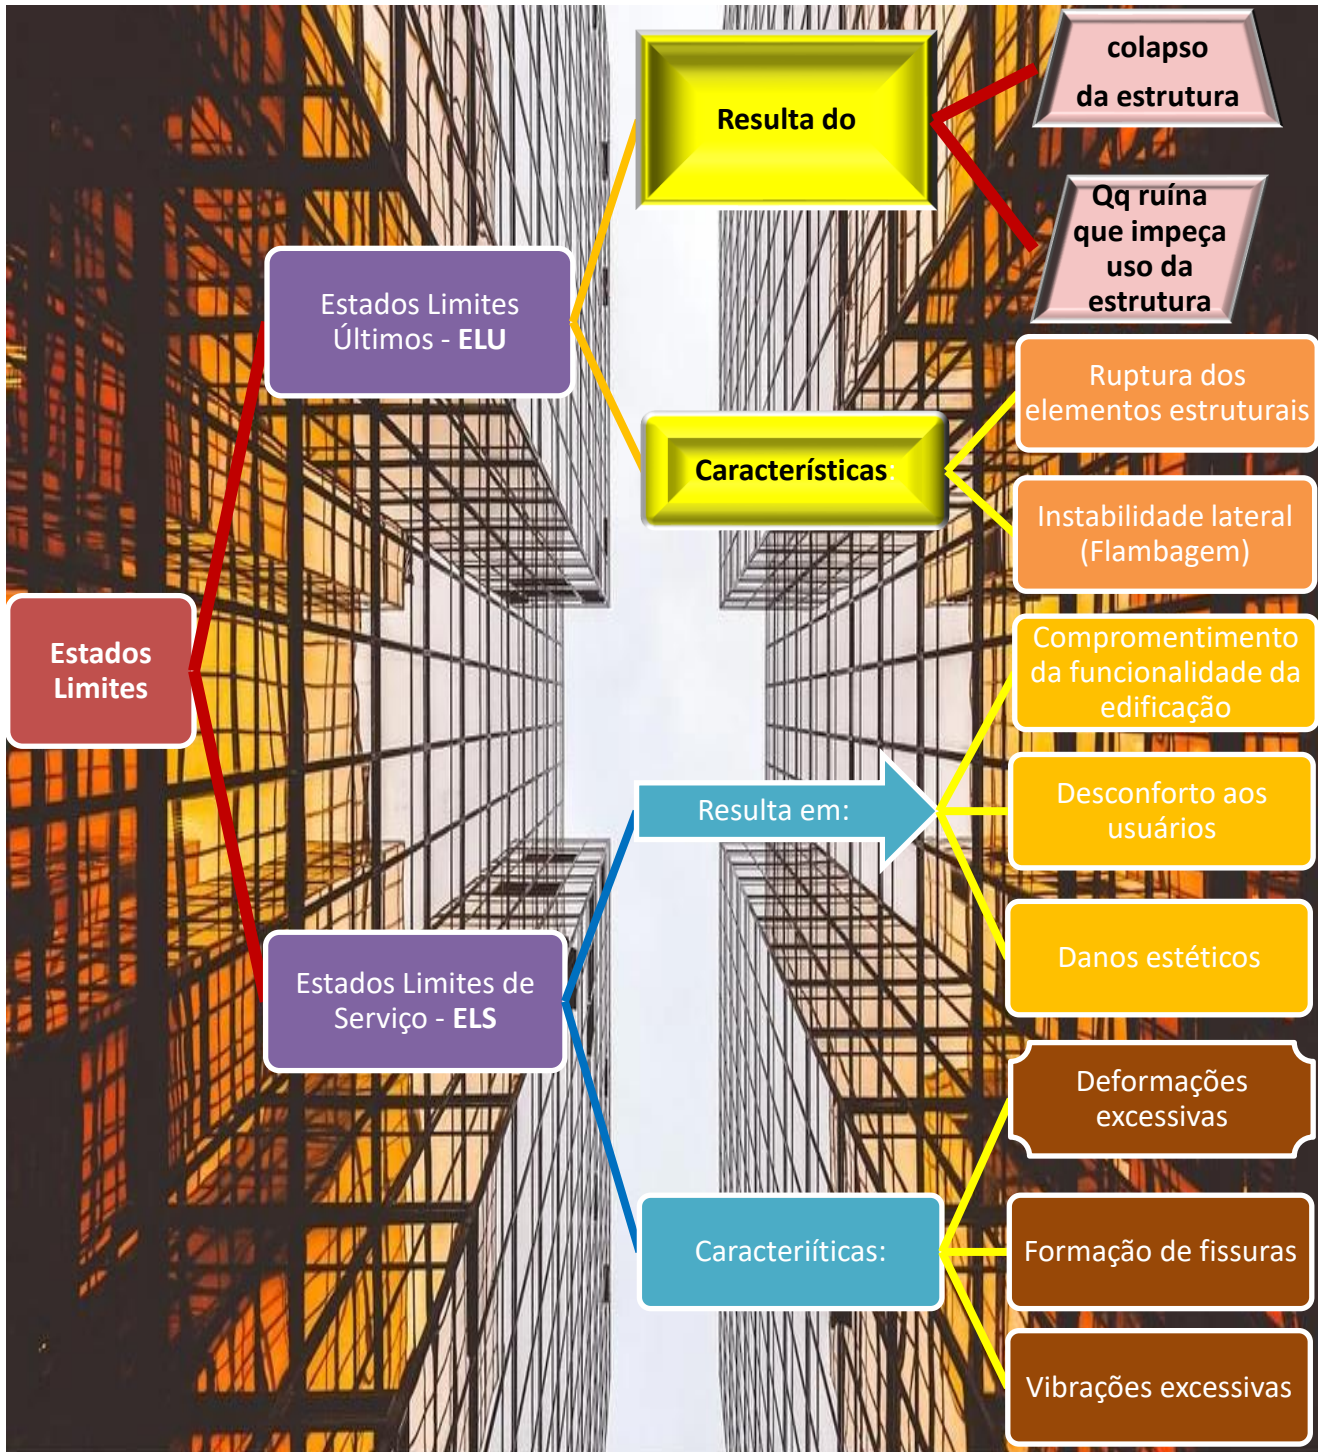 Estados
Limites
Estados Limites
Últimos - ELU
Resulta do
colapso
da estrutura
Qq ruína
que impeça
uso da
estrutura
Características:
Ruptura dos
elementos estruturais
Instabilidade lateral
(Flambagem)
Estados Limites de
Serviço - ELS
Resulta em:
Compromentimento
da funcionalidade da
edificação
Desconforto aos
usuários
Danos estéticos
Caracteriíticas:
Deformações
excessivas
Formação de fissuras
Vibrações excessivas